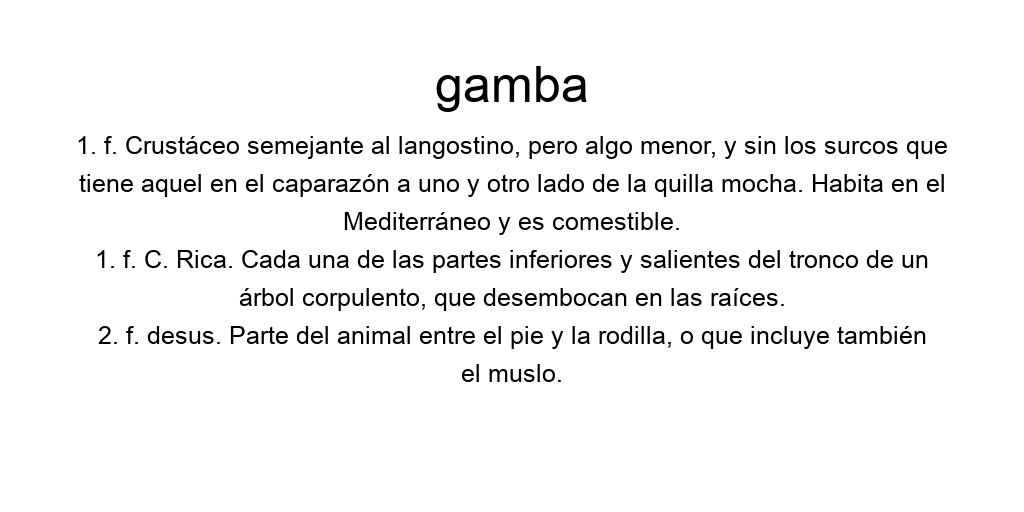 gamba
1. f. Crustáceo semejante al langostino, pero algo menor, y sin los surcos que
tiene aquel en el caparazón a uno y otro lado de la quilla mocha. Habita en el
Mediterráneo y es comestible.
1. f. C. Rica. Cada una de las partes inferiores y salientes del tronco de un
árbol corpulento, que desembocan en las raíces.
2. f. desus. Parte del animal entre el pie y la rodilla, o que incluye también
el muslo.